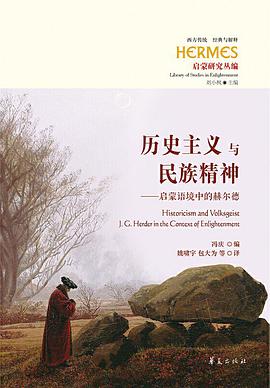 西方传统 经典与解释
HERMES
启蒙研究丛编
Library of Studies in Enlightenment
刘小枫●主编
历史主义与
民族精神
——启蒙语境中的赫尔德
Historicism and Volksgeist
J. G. Herder in the Context of Enlightenment
冯庆 编
姚啸宇 包大为 等 译
华夏出版社